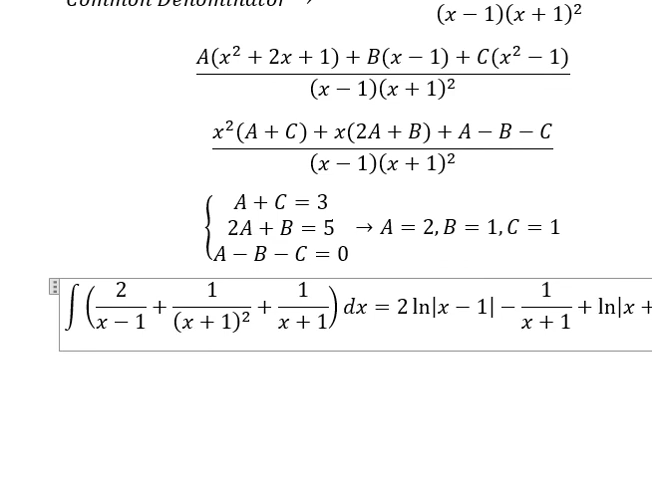 Common Denominator → (x − 1)(x + 1)²
A(x² + 2x + 1) + B(x − 1) + C(x² − 1)
(x − 1)(x + 1)²
x²(A + C) + x(2A + B) + A − B − C
(x − 1)(x + 1)²
{ A + C = 3
2A + B = 5 → A = 2, B = 1, C = 1
A − B − C = 0
∫ (2/(x − 1) + 1/(x + 1)² + 1/(x + 1)) dx = 2 ln|x − 1| − 1/(x + 1) + ln|x +